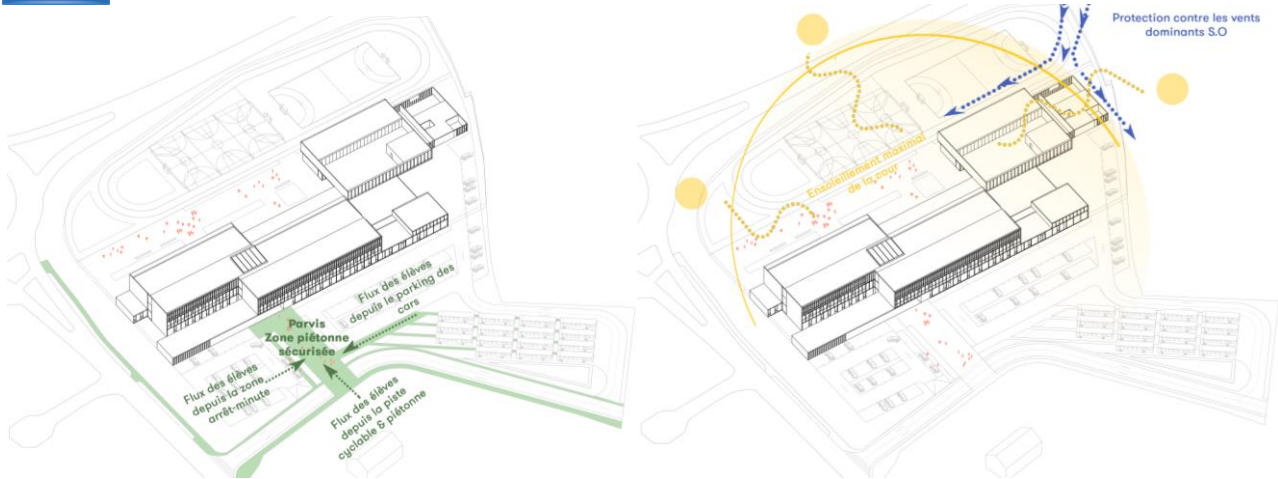 Flux des élèves
depuis le parking des
cars
Parvis
Zone piétonne
sécurisée
Flux des élèves
depuis la zone
arrêt-minute
Flux des élèves
depuis la piste
cyclable & piétonne
Protection contre les vents
dominants S.O
Ensoleillement maximal
de la cour